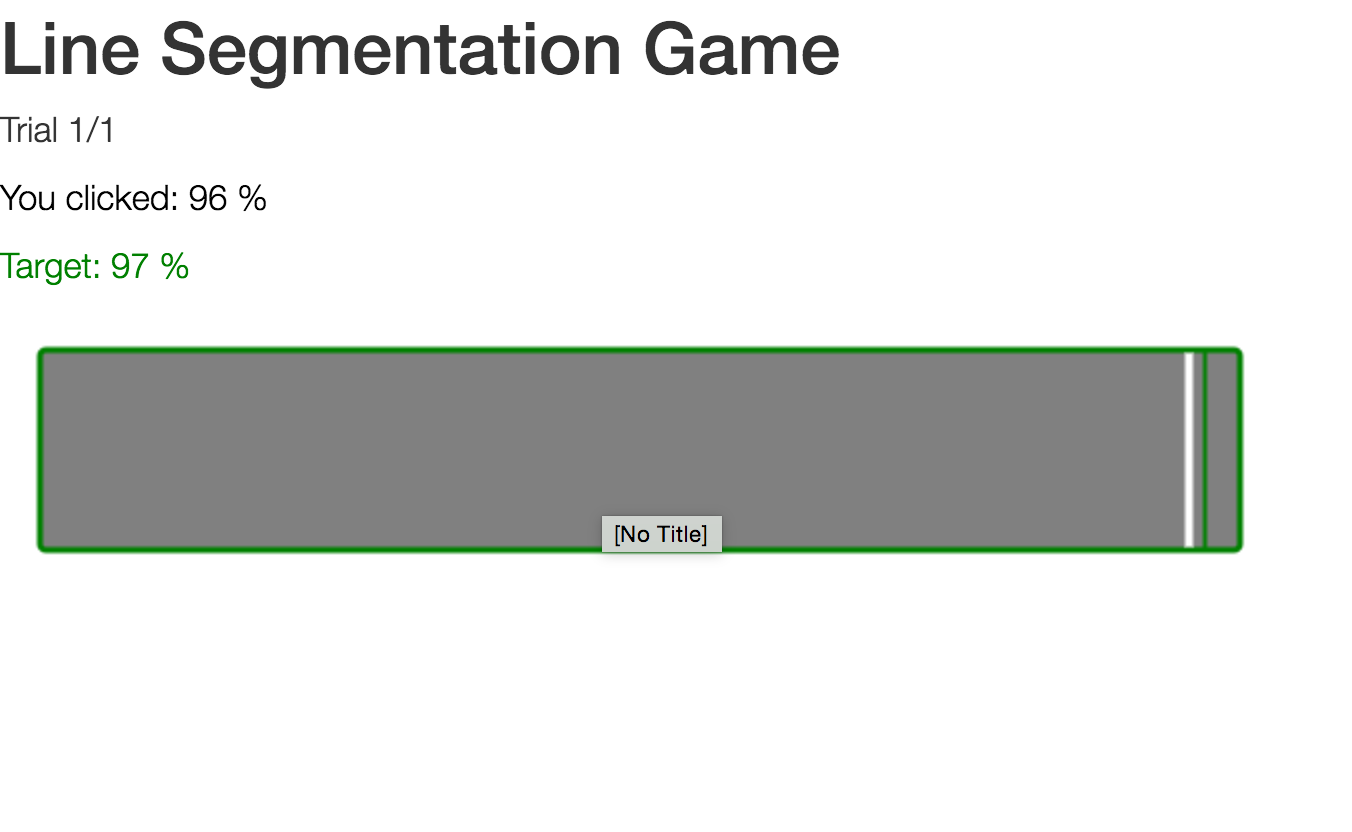 Line Segmentation Game
Trial 1/1
You clicked: 96 %
Target: 97 %
[No Title]